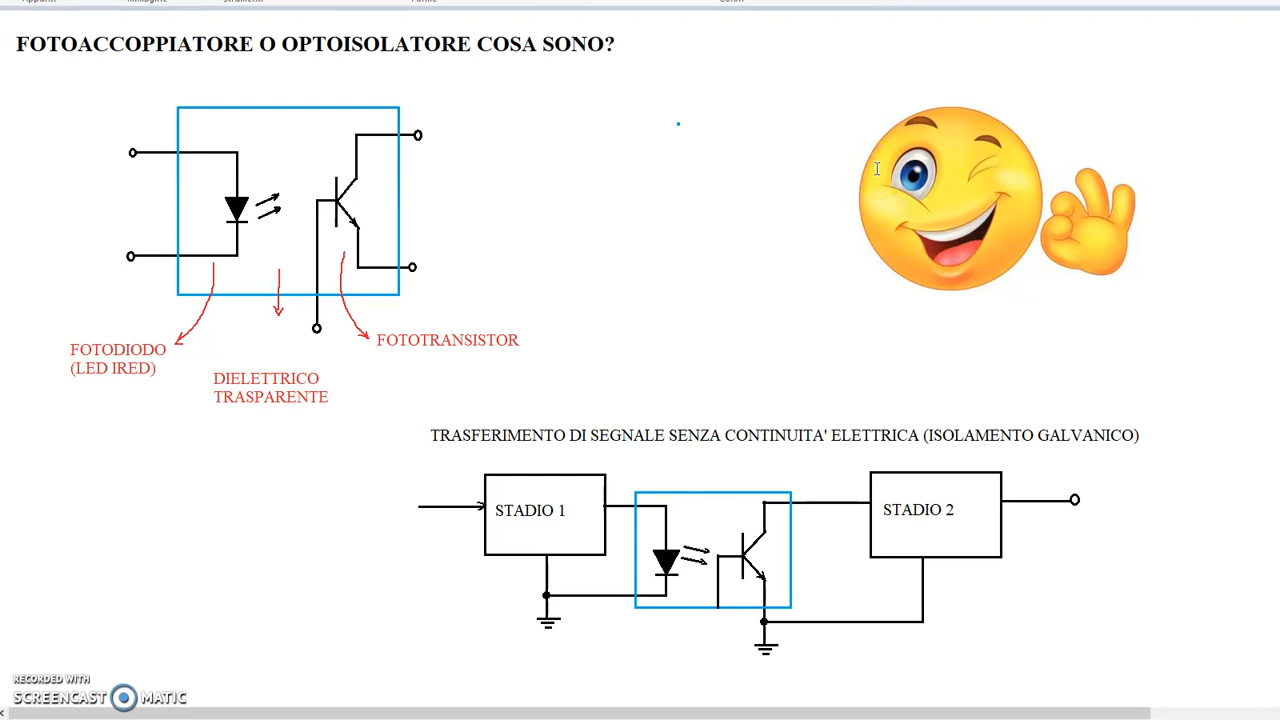 FOTOACCOPPIATORE O OPTOISOLATORE COSA SONO?
FOTODIODO
(LED IRED)
DIELETTRICO
TRASPARENTE
FOTOTRANSISTOR
TRASFERIMENTO DI SEGNALE SENZA CONTINUITA' ELETTRICA (ISOLAMENTO GALVANICO)
STADIO 1
STADIO 2
RECORDED WITH
SCREENCAST MATIC